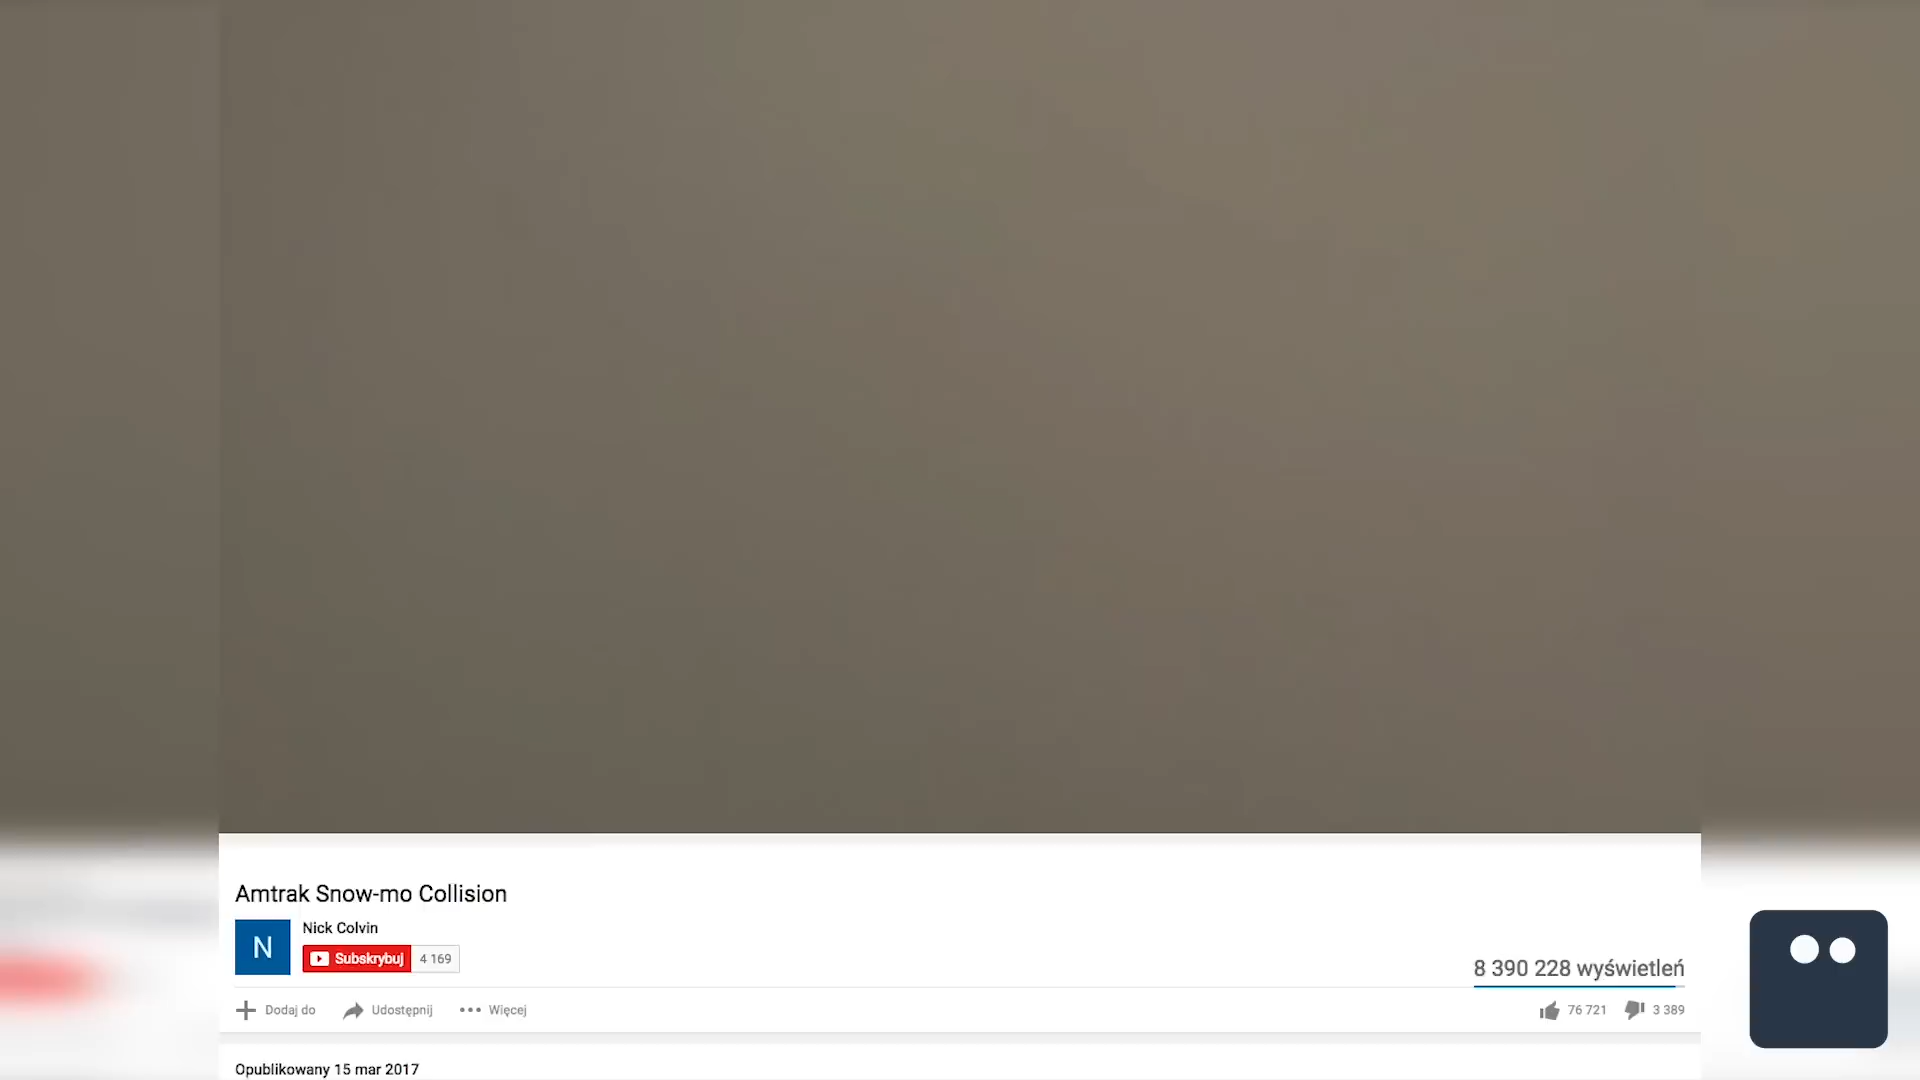 Amtrak Snow-mo Collision
N
Nick Colvin
Subskrybuj 4 169
8 390 228 wyświetleń
Dodaj do Udostępnij Więcej 76 721 3 389
Opublikowany 15 mar 2017